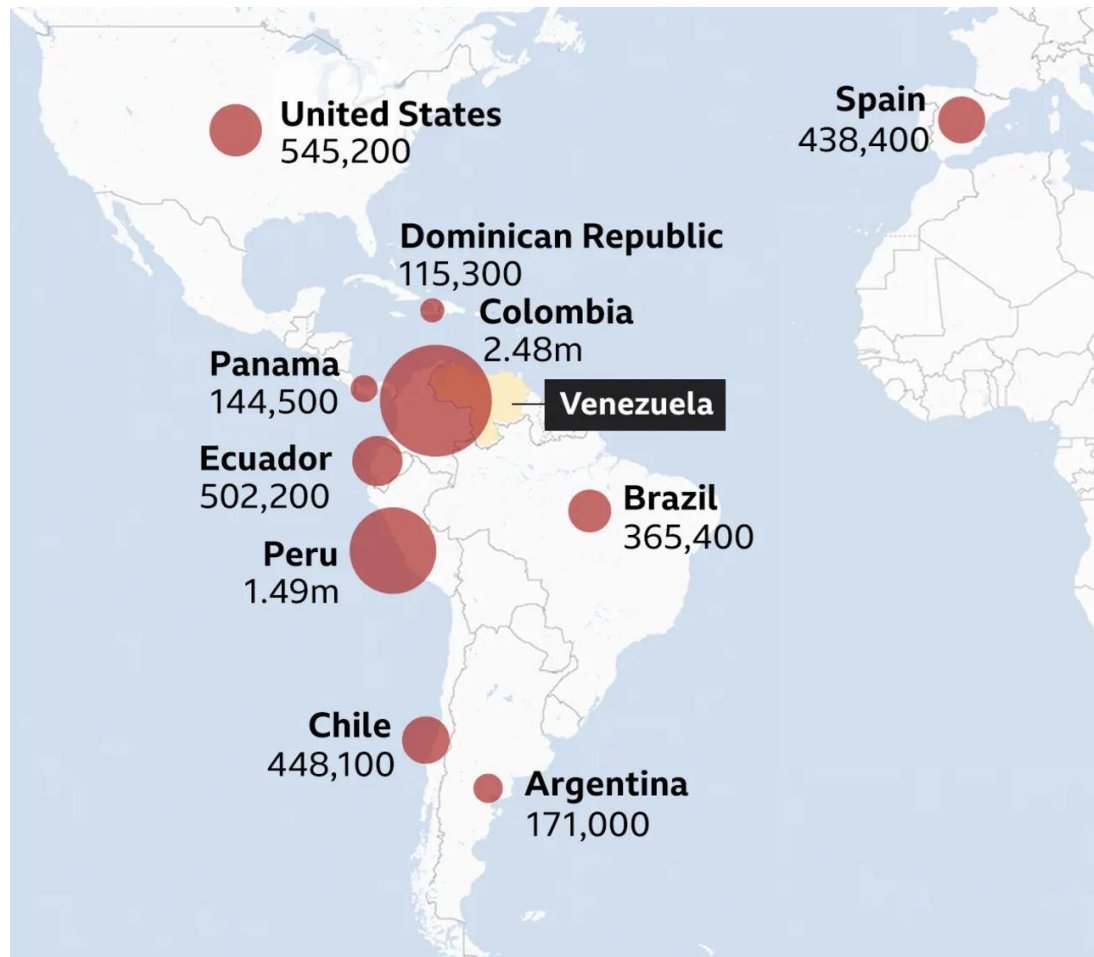 United States
545,200
Spain
438,400
Dominican Republic
115,300
Colombia
2.48m
Panama
144,500
Venezuela
Ecuador
502,200
Brazil
365,400
Peru
1.49m
Chile
448,100
Argentina
171,000